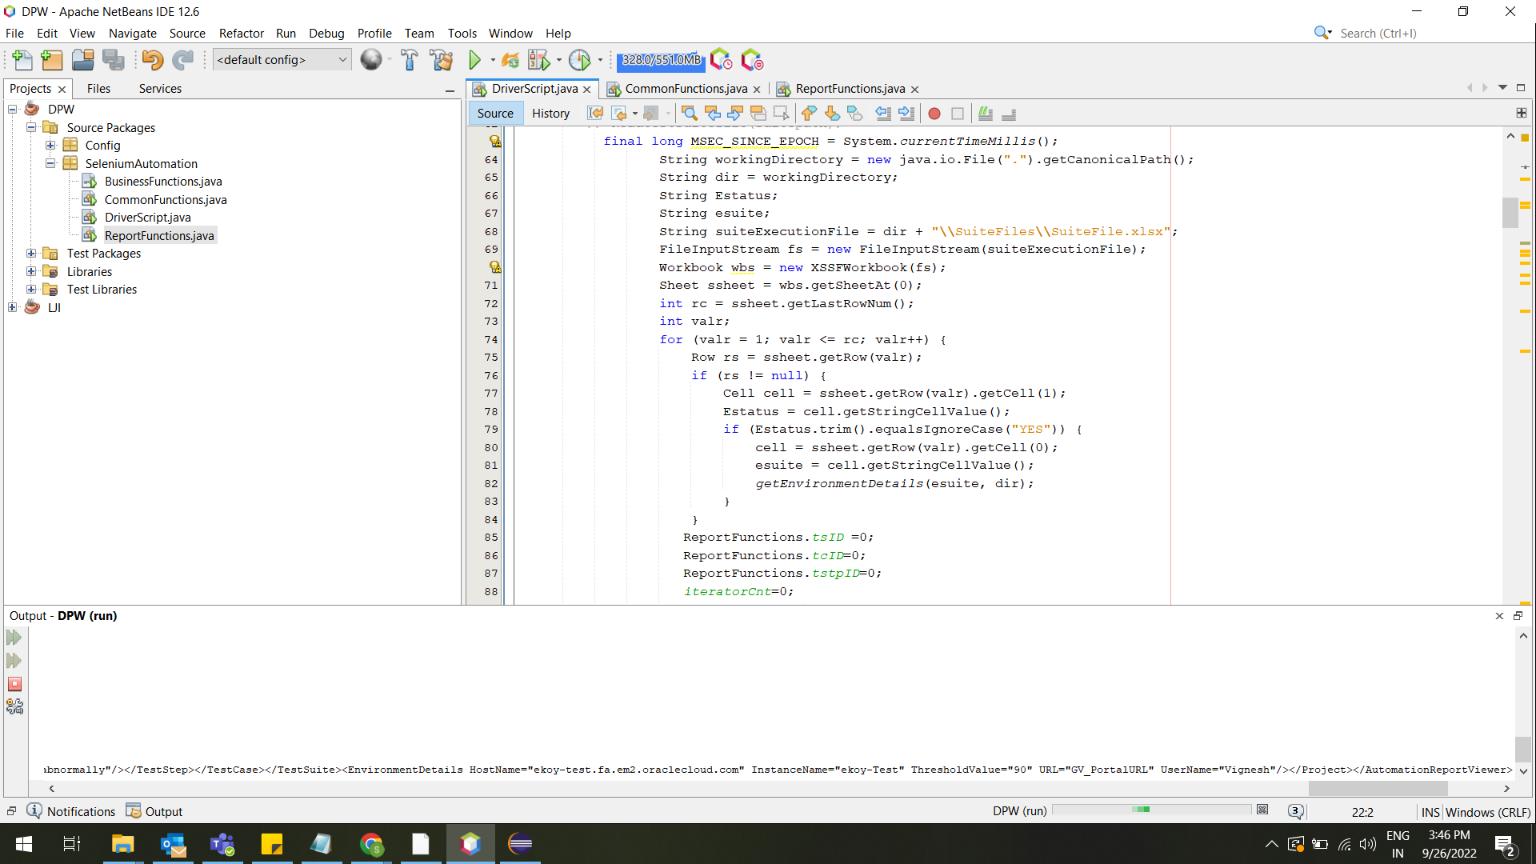 DPW - Apache NetBeans IDE 12.6
File Edit View Navigate Source Refactor Run Debug Profile Team Tools Window Help
Search (Ctrl+I)
<default config>
328.0/551.0MB
Projects Files Services
DPW
Source Packages
Config
SeleniumAutomation
BusinessFunctions.java
CommonFunctions.java
DriverScript.java
ReportFunctions.java
Test Packages
Libraries
Test Libraries
DriverScript.java CommonFunctions.java ReportFunctions.java
Source History
final long MSEC_SINCE_EPOCH = System.currentTimeMillis();
64 String workingDirectory = new java.io.File(".").getCanonicalPath();
65 String dir = workingDirectory;
66 String Estatus;
67 String esuite;
68 String suiteExecutionFile = dir + "\\SuiteFiles\\SuiteFile.xlsx";
69 FileInputStream fs = new FileInputStream(suiteExecutionFile);
Workbook wbs = new XSSFWorkbook(fs);
71 Sheet ssheet = wbs.getSheetAt(0);
72 int rc = ssheet.getLastRowNum();
73 int valr;
74 for (valr = 1; valr <= rc; valr++) {
75 Row rs = ssheet.getRow(valr);
76 if (rs != null) {
77 Cell cell = ssheet.getRow(valr).getCell(1);
78 Estatus = cell.getStringCellValue();
79 if (Estatus.trim().equalsIgnoreCase("YES")) {
80 cell = ssheet.getRow(valr).getCell(0);
81 esuite = cell.getStringCellValue();
82 getEnvironmentDetails(esuite, dir);
83 }
84 }
85 ReportFunctions.tsID =0;
86 ReportFunctions.tcID=0;
87 ReportFunctions.tstpID=0;
88 iteratorCnt=0;
Output - DPW (run)
abnormally"/></TestStep></TestCase></TestSuite><EnvironmentDetails HostName="ekoy-test.fa.em2.oraclecloud.com" InstanceName="ekoy-Test" ThresholdValue="90" URL="GV_PortalURL" UserName="Vignesh"/></Project></AutomationReportViewer>
Notifications Output
DPW (run)
3
22:2
INS Windows (CRLF)
ENG
IN
3:46 PM
9/26/2022
2